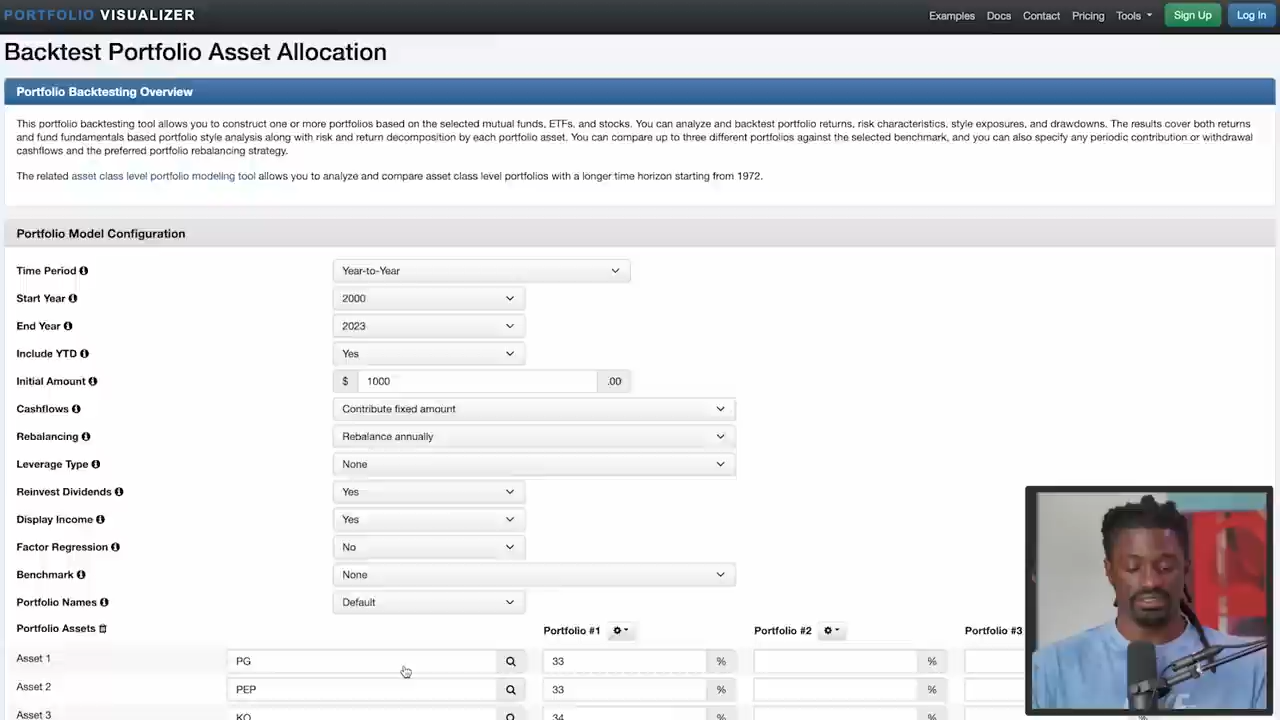 PORTFOLIO VISUALIZER
Examples Docs Contact Pricing Tools Sign Up Log In
Backtest Portfolio Asset Allocation
Portfolio Backtesting Overview
This portfolio backtesting tool allows you to construct one or more portfolios based on the selected mutual funds, ETFs, and stocks. You can analyze and backtest portfolio returns, risk characteristics, style exposures, and drawdowns. The results cover both returns
and fund fundamentals based portfolio style analysis along with risk and return decomposition by each portfolio asset. You can compare up to three different portfolios against the selected benchmark, and you can also specify any periodic contribution or withdrawal
cashflows and the preferred portfolio rebalancing strategy.
The related asset class level portfolio modeling tool allows you to analyze and compare asset class level portfolios with a longer time horizon starting from 1972.
Portfolio Model Configuration
Time Period Year-to-Year
Start Year 2000
End Year 2023
Include YTD Yes
Initial Amount $ 1000 .00
Cashflows Contribute fixed amount
Rebalancing Rebalance annually
Leverage Type None
Reinvest Dividends Yes
Display Income Yes
Factor Regression No
Benchmark None
Portfolio Names Default
Portfolio Assets Portfolio #1 Portfolio #2 Portfolio #3
Asset 1 PG 33 % %
Asset 2 PEP 33 % %
Asset 3 KO 34 % %